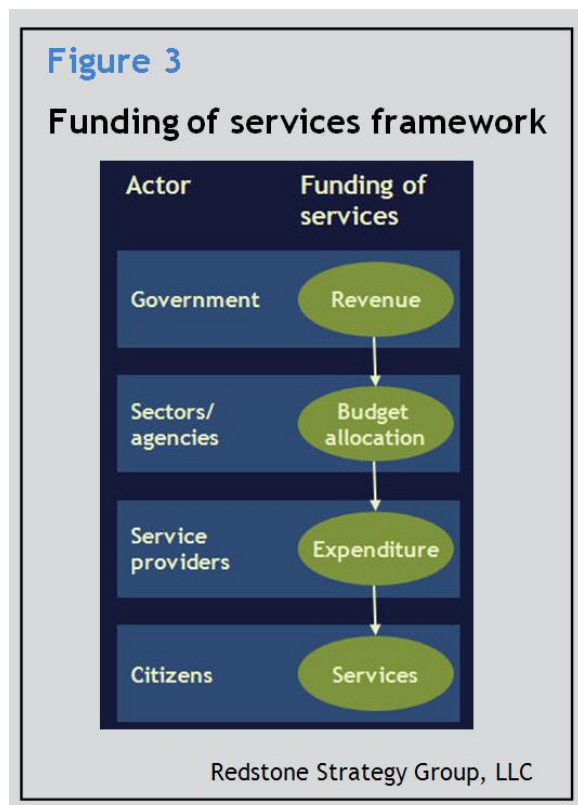 Figure 3
Funding of services framework
Actor
Funding of
services
Government
Revenue
Sectors/
agencies
Budget
allocation
Service
providers
Expenditure
Citizens
Services
Redstone Strategy Group, LLC